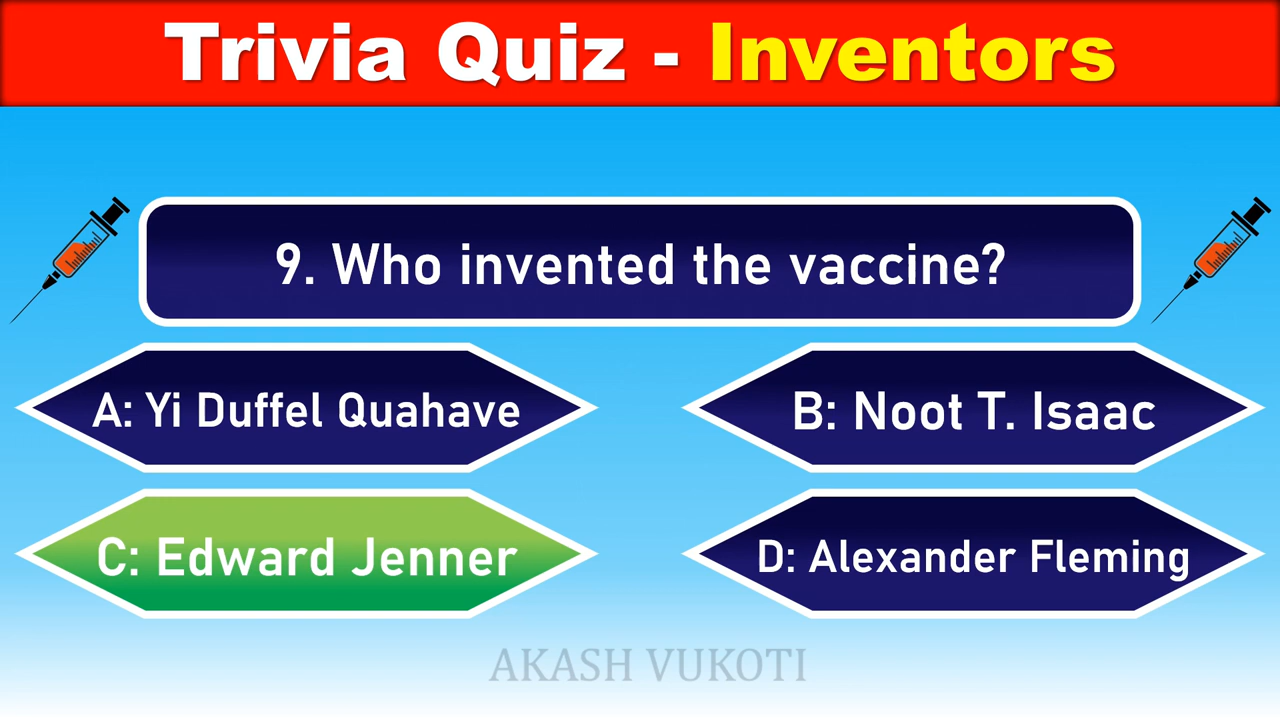 Trivia Quiz - Inventors
9. Who invented the vaccine?
A: Yi Duffel Quahave
B: Noot T. Isaac
C: Edward Jenner
D: Alexander Fleming
AKASH VUKOTI